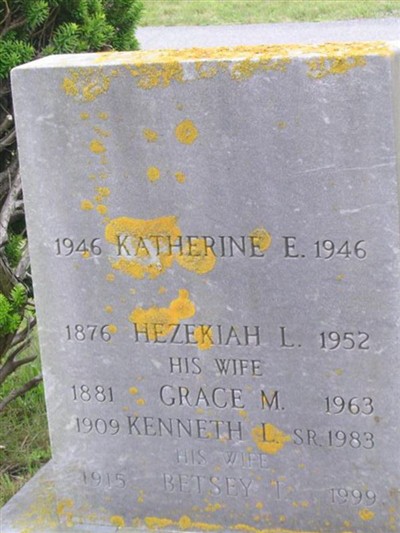 1946 KATHERINE E. 1946
1876 HEZEKIAH L. 1952
HIS WIFE
1881 GRACE M. 1963
1909 KENNETH L. SR. 1983
HIS WIFE
1915 BETSEY T. 1999